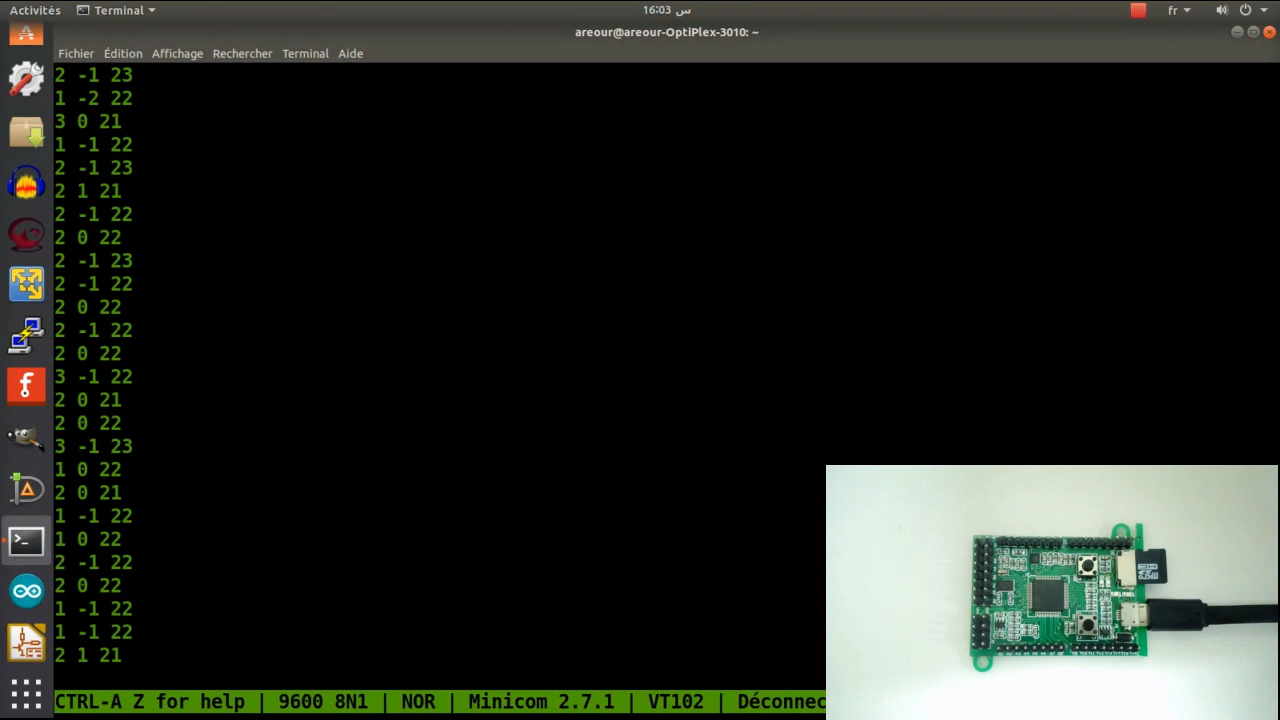 Activités Terminal 16:03 س fr
areour@areour-OptiPlex-3010: ~
Fichier Édition Affichage Rechercher Terminal Aide
2 -1 23
1 -2 22
3 0 21
1 -1 22
2 -1 23
2 1 21
2 -1 22
2 0 22
2 -1 23
2 -1 22
2 0 22
2 -1 22
2 0 22
3 -1 22
2 0 21
2 0 22
3 -1 23
1 0 22
2 0 21
1 -1 22
1 0 22
2 -1 22
2 0 22
1 -1 22
1 -1 22
2 1 21
CTRL-A Z for help | 9600 8N1 | NOR | Minicom 2.7.1 | VT102 | Déconnec